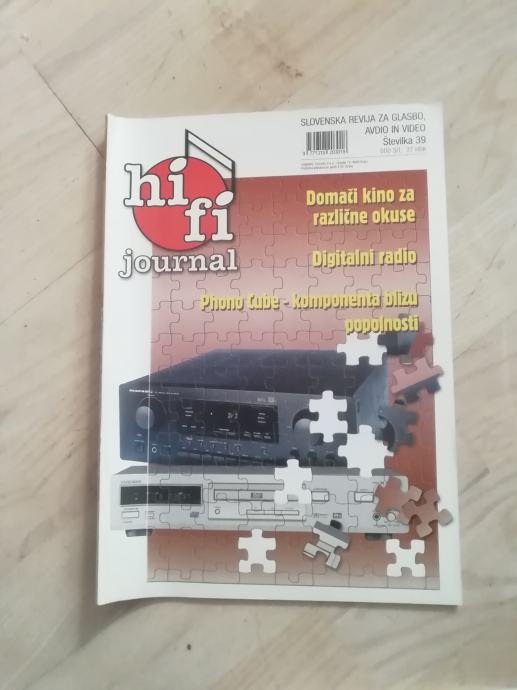 SLOVENSKA REVIJA ZA GLASBO,
AVDIO IN VIDEO
Številka 39
hi
fi
journal
Domači kino za
različne okuse
Digitalni radio
Phono Cube - komponenta blizu
popolnosti